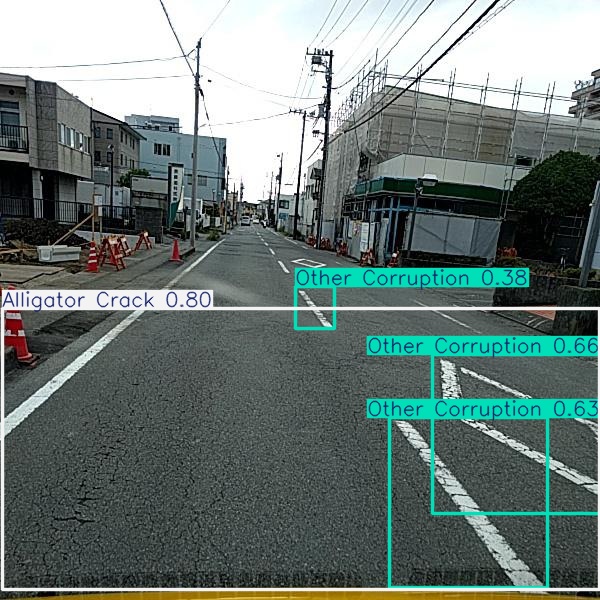 Other Corruption 0.38
Alligator Crack 0.80
Other Corruption 0.66
Other Corruption 0.63